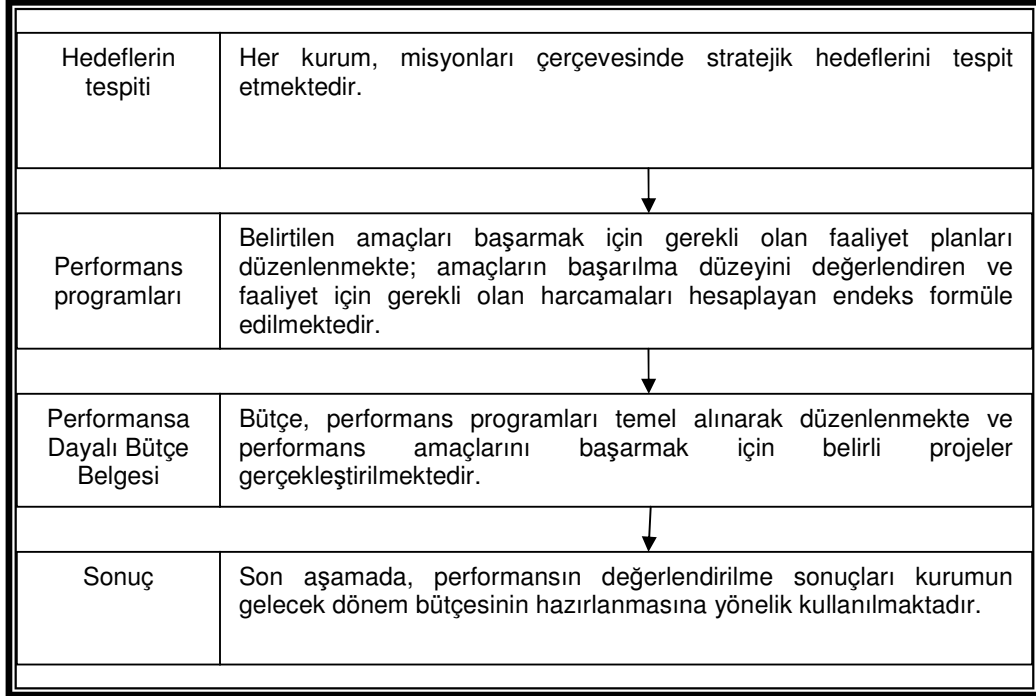 Hedeflerin
tespiti
Her kurum, misyonları çerçevesinde stratejik hedeflerini tespit
etmektedir.
Performans
programları
Belirtilen amaçları başarmak için gerekli olan faaliyet planları
düzenlenmekte; amaçların başarılma düzeyini değerlendiren ve
faaliyet için gerekli olan harcamaları hesaplayan endeks formüle
edilmektedir.
Performansa
Dayalı Bütçe
Belgesi
Bütçe, performans programları temel alınarak düzenlenmekte ve
performans amaçlarını başarmak için belirli projeler
gerçekleştirilmektedir.
Sonuç
Son aşamada, performansın değerlendirilme sonuçları kurumun
gelecek dönem bütçesinin hazırlanmasına yönelik kullanılmaktadır.